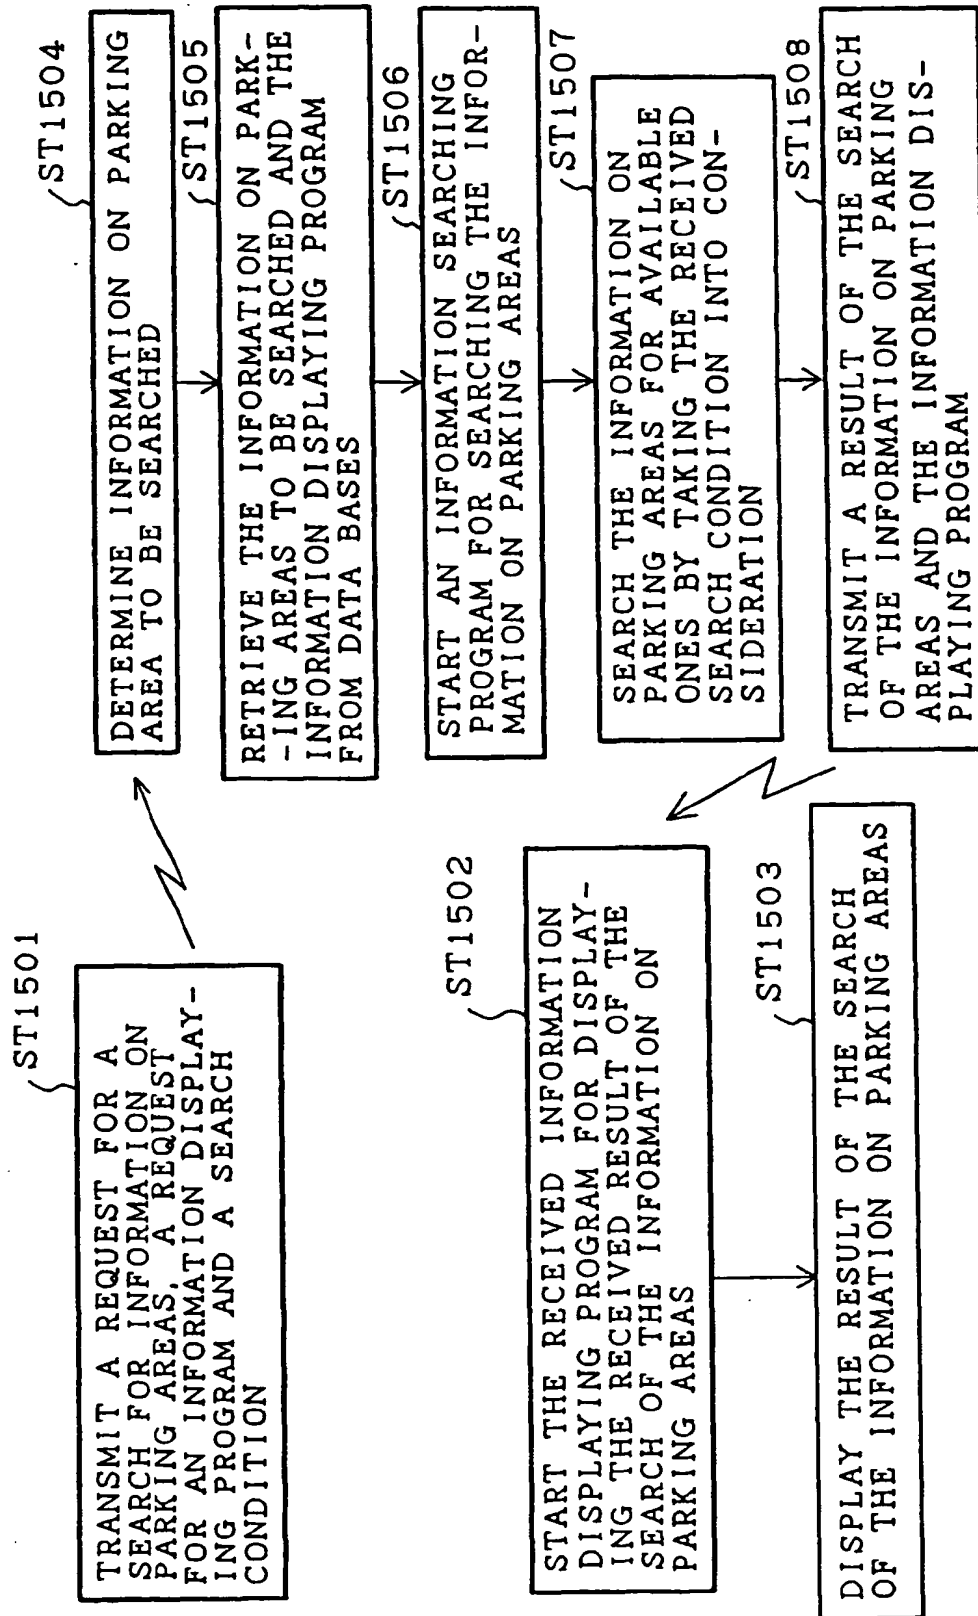 ST1501
TRANSMIT A REQUEST FOR A
SEARCH FOR INFORMATION ON
PARKING AREAS, A REQUEST
FOR AN INFORMATION DISPLAY-
ING PROGRAM AND A SEARCH
CONDITION
ST1502
START THE RECEIVED INFORMATION
DISPLAYING PROGRAM FOR DISPLAY-
ING THE RECEIVED RESULT OF THE
SEARCH OF THE INFORMATION ON
PARKING AREAS
ST1503
DISPLAY THE RESULT OF THE SEARCH
OF THE INFORMATION ON PARKING AREAS
ST1504
DETERMINE INFORMATION ON PARKING
AREA TO BE SEARCHED
ST1505
RETRIEVE THE INFORMATION ON PARK-
-ING AREAS TO BE SEARCHED AND THE
INFORMATION DISPLAYING PROGRAM
FROM DATA BASES
ST1506
START AN INFORMATION SEARCHING
PROGRAM FOR SEARCHING THE INFOR-
MATION ON PARKING AREAS
ST1507
SEARCH THE INFORMATION ON
PARKING AREAS FOR AVAILABLE
ONES BY TAKING THE RECEIVED
SEARCH CONDITION INTO CON-
SIDERATION
ST1508
TRANSMIT A RESULT OF THE SEARCH
OF THE INFORMATION ON PARKING
AREAS AND THE INFORMATION DIS-
PLAYING PROGRAM